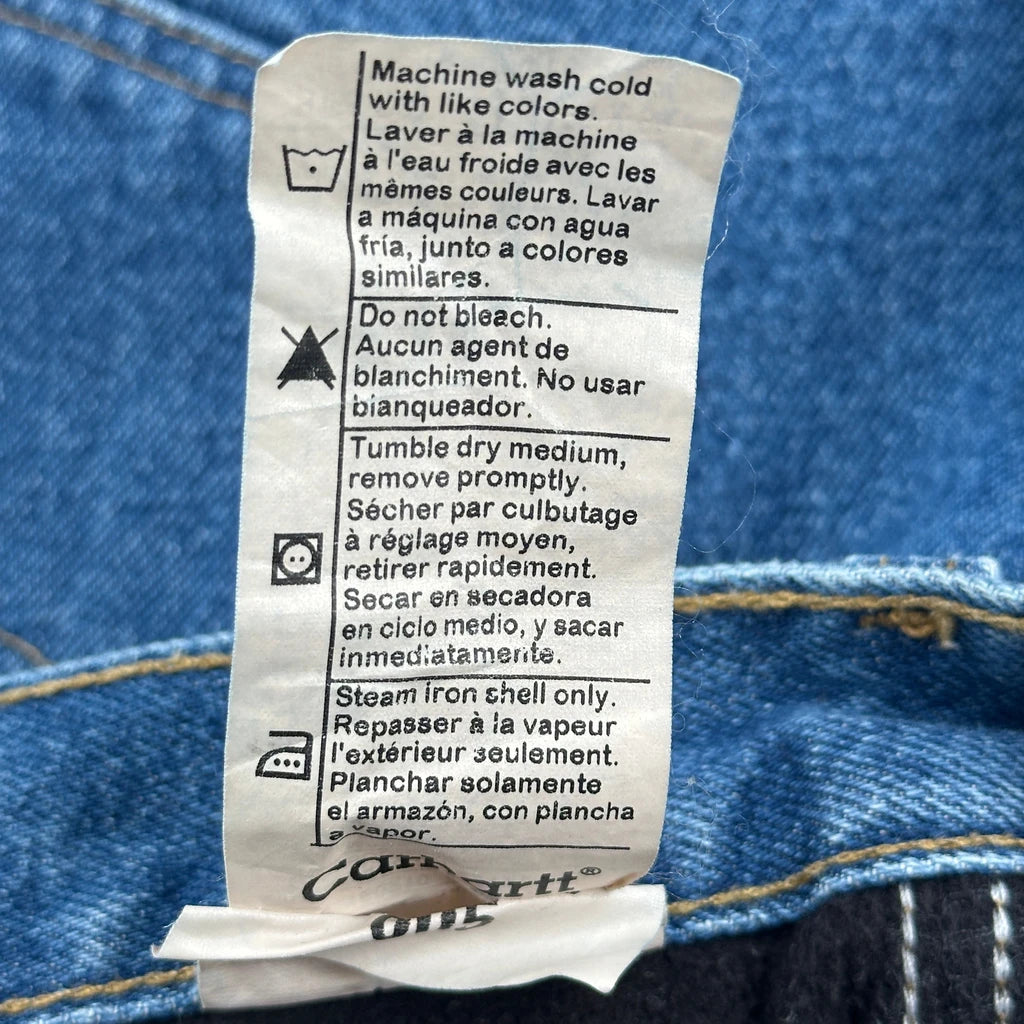 Machine wash cold
with like colors.
Laver à la machine
à l'eau froide avec les
mêmes couleurs. Lavar
a máquina con agua
fría, junto a colores
similares.
Do not bleach.
Aucun agent de
blanchiment. No usar
blanqueador.
Tumble dry medium,
remove promptly.
Sécher par culbutage
à réglage moyen,
retirer rapidement.
Secar en secadora
en ciclo medio, y sacar
inmediatamente.
Steam iron shell only.
Repasser à la vapeur
l'extérieur seulement.
Planchar solamente
el armazón, con plancha
a vapor.
Carhartt®